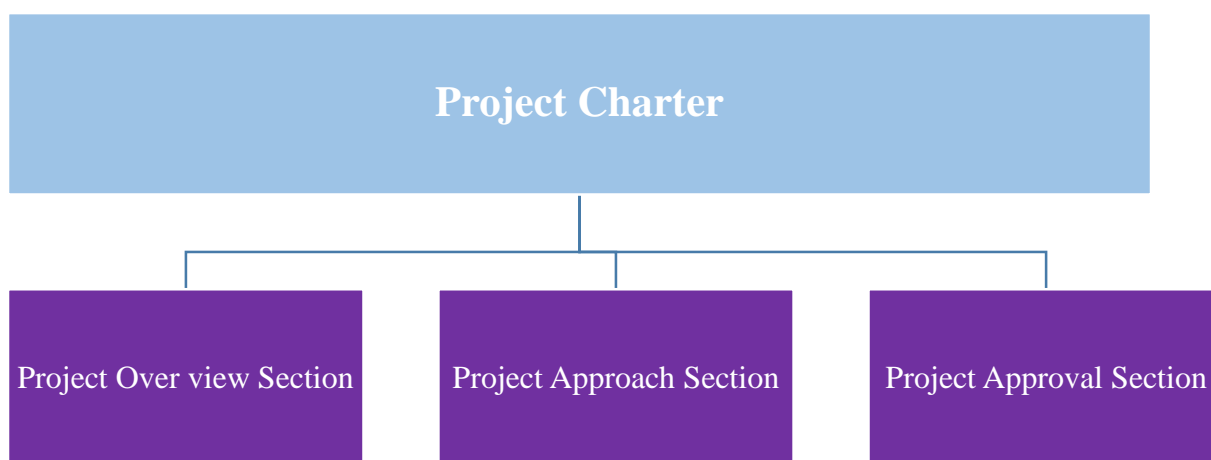 Project Charter
Project Over view Section
Project Approach Section
Project Approval Section